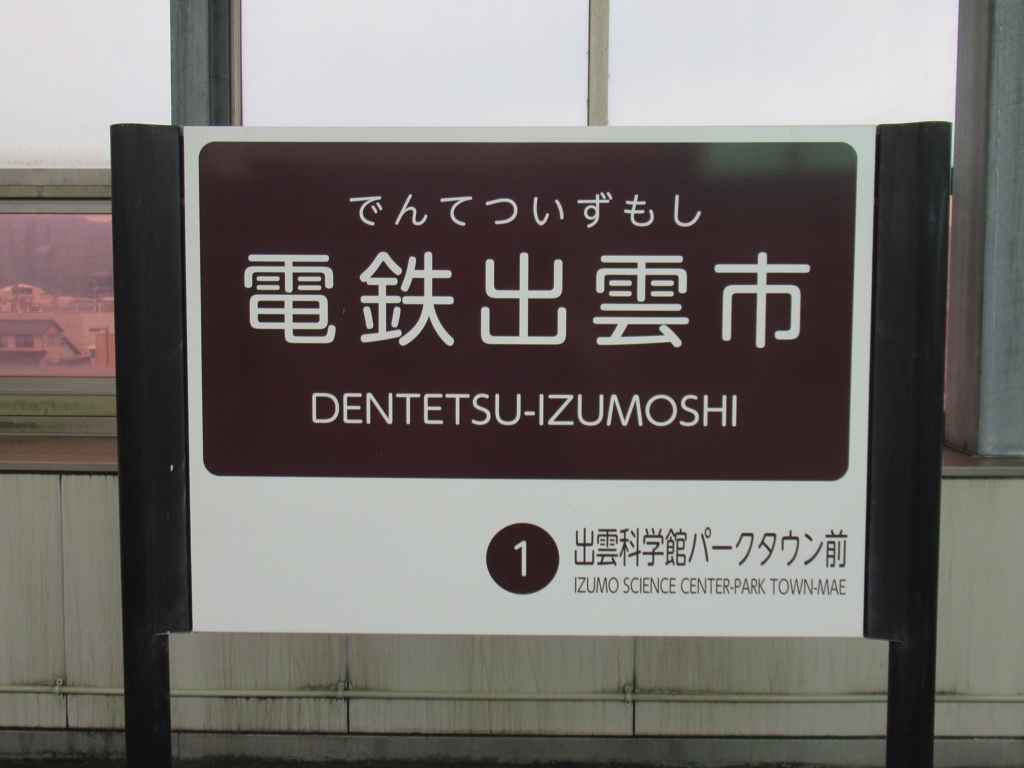 でんてついずもし
電鉄出雲市
DENTETSU-IZUMOSHI
1 出雲科学館パークタウン前
IZUMO SCIENCE CENTER-PARK TOWN-MAE